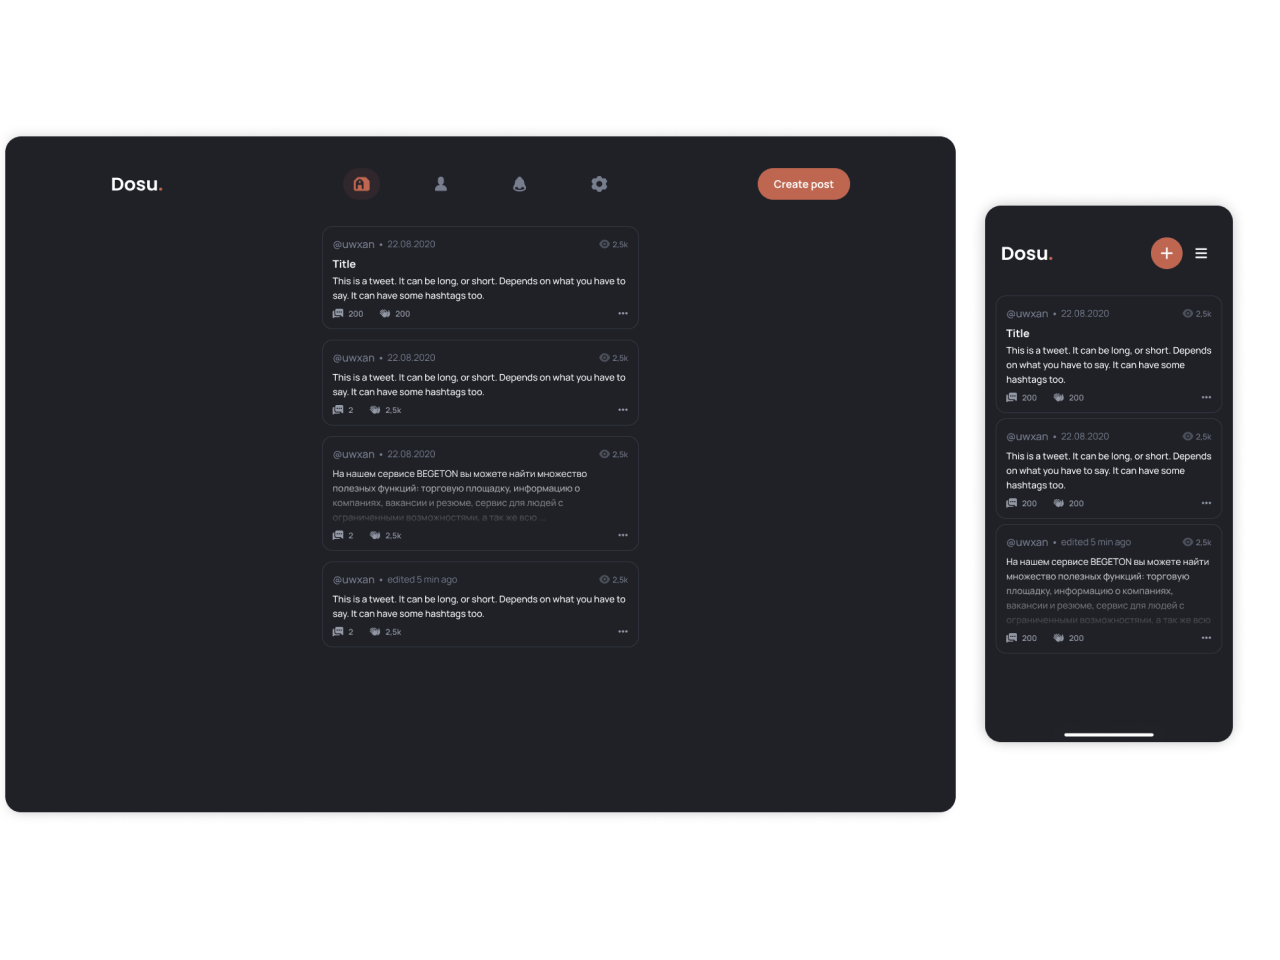 Dosu.
Create post
@uwxan • 22.08.2020 2,5k
Title
This is a tweet. It can be long, or short. Depends on what you have to
say. It can have some hashtags too.
200 200
@uwxan • 22.08.2020 2,5k
This is a tweet. It can be long, or short. Depends on what you have to
say. It can have some hashtags too.
2 2,5k
@uwxan • 22.08.2020 2,5k
На нашем сервисе BEGETON вы можете найти множество
полезных функций: торговую площадку, информацию о
компаниях, вакансии и резюме, сервис для людей с
ограниченными возможностями, а так же всю ...
2 2,5k
@uwxan • edited 5 min ago 2,5k
This is a tweet. It can be long, or short. Depends on what you have to
say. It can have some hashtags too.
2 2,5k
Dosu.
@uwxan • 22.08.2020 2,5k
Title
This is a tweet. It can be long, or short. Depends
on what you have to say. It can have some
hashtags too.
200 200
@uwxan • 22.08.2020 2,5k
This is a tweet. It can be long, or short. Depends
on what you have to say. It can have some
hashtags too.
200 200
@uwxan • edited 5 min ago 2,5k
На нашем сервисе BEGETON вы можете найти
множество полезных функций: торговую
площадку, информацию о компаниях,
вакансии и резюме, сервис для людей с
ограниченными возможностями, а так же всю
200 200